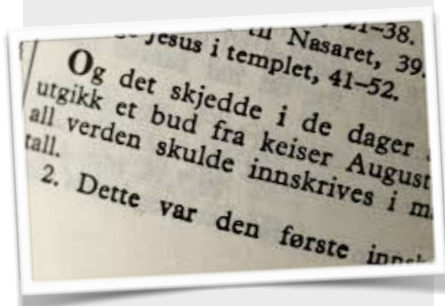 21-38.
til Nasaret, 39.
Jesus i templet, 41-52.
Og det skjedde i de dager
utgikk et bud fra keiser August
all verden skulde innskrives i m
tall.
2. Dette var den første